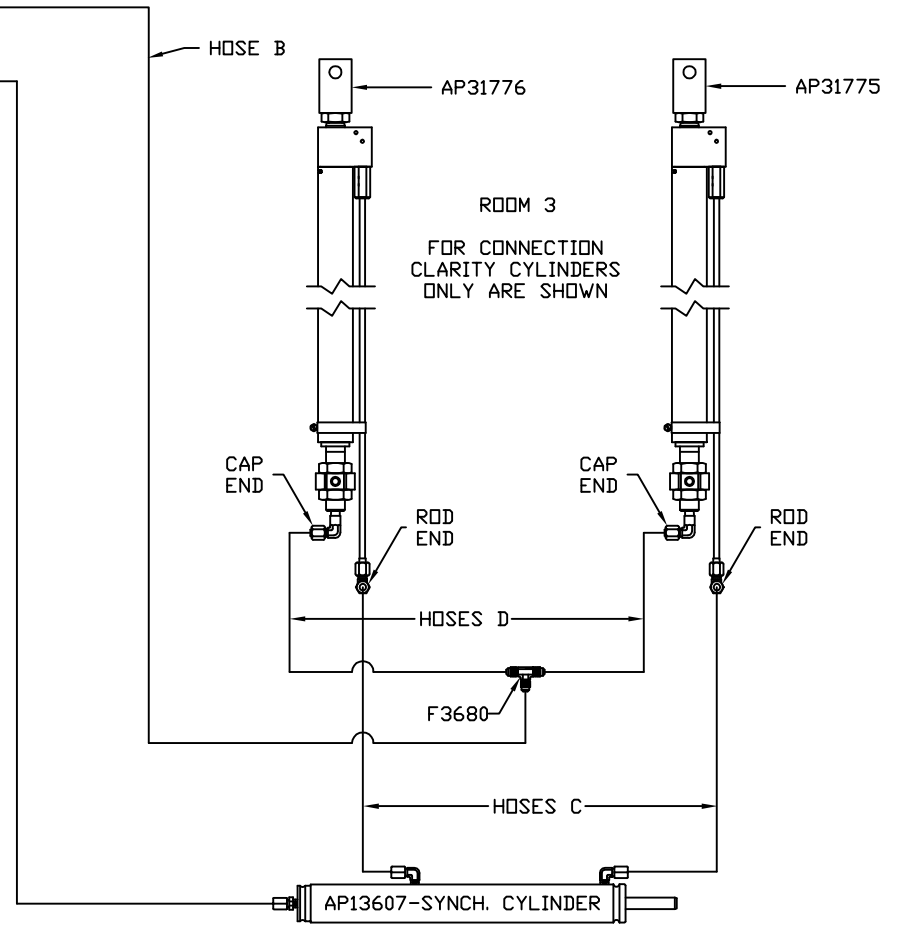 HOSE B
AP31776
AP31775
ROOM 3
FOR CONNECTION
CLARITY CYLINDERS
ONLY ARE SHOWN
CAP
END
CAP
END
ROD
END
ROD
END
HOSES D
F3680
HOSES C
AP13607-SYNCH. CYLINDER